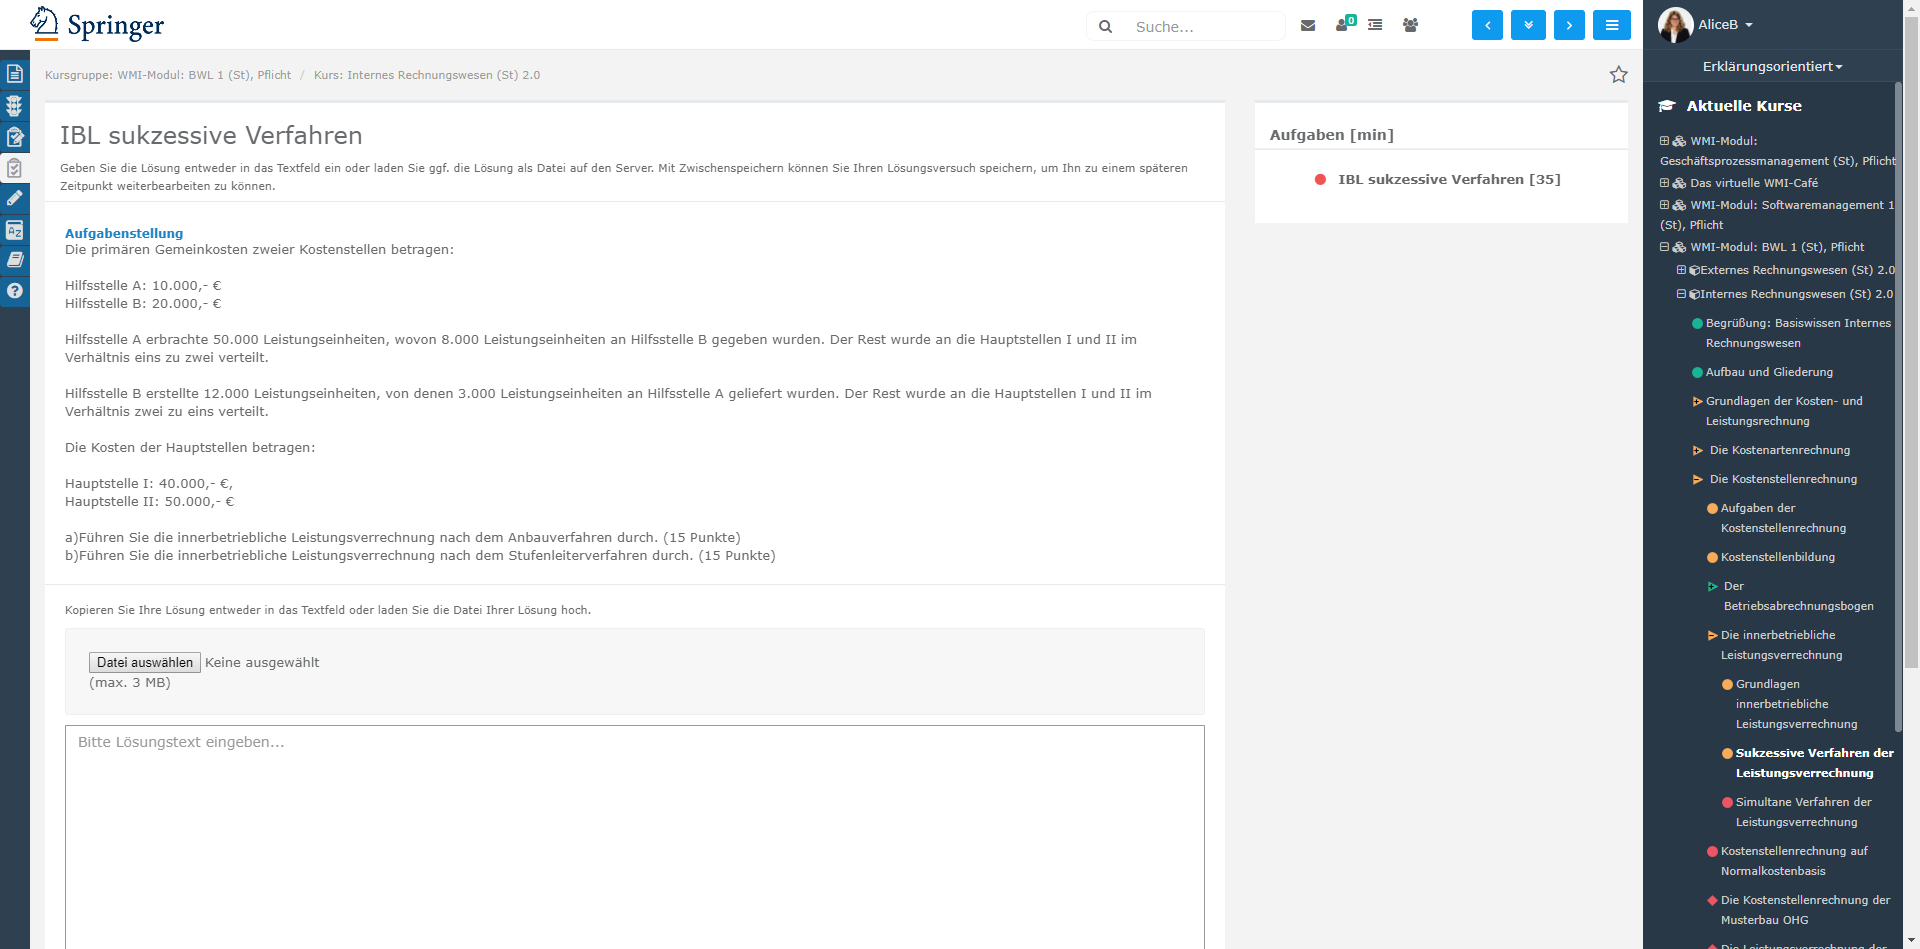 Springer
Suche...
0
AliceB
Erklärungsorientiert
Kursgruppe: WMI-Modul: BWL 1 (St), Pflicht / Kurs: Internes Rechnungswesen (St) 2.0
IBL sukzessive Verfahren
Geben Sie die Lösung entweder in das Textfeld ein oder laden Sie ggf. die Lösung als Datei auf den Server. Mit Zwischenspeichern können Sie Ihren Lösungsversuch speichern, um Ihn zu einem späteren
Zeitpunkt weiterbearbeiten zu können.
Aufgabenstellung
Die primären Gemeinkosten zweier Kostenstellen betragen:
Hilfsstelle A: 10.000,- €
Hilfsstelle B: 20.000,- €
Hilfsstelle A erbrachte 50.000 Leistungseinheiten, wovon 8.000 Leistungseinheiten an Hilfsstelle B gegeben wurden. Der Rest wurde an die Hauptstellen I und II im
Verhältnis eins zu zwei verteilt.
Hilfsstelle B erstellte 12.000 Leistungseinheiten, von denen 3.000 Leistungseinheiten an Hilfsstelle A geliefert wurden. Der Rest wurde an die Hauptstellen I und II im
Verhältnis zwei zu eins verteilt.
Die Kosten der Hauptstellen betragen:
Hauptstelle I: 40.000,- €,
Hauptstelle II: 50.000,- €
a)Führen Sie die innerbetriebliche Leistungsverrechnung nach dem Anbauverfahren durch. (15 Punkte)
b)Führen Sie die innerbetriebliche Leistungsverrechnung nach dem Stufenleiterverfahren durch. (15 Punkte)
Kopieren Sie Ihre Lösung entweder in das Textfeld oder laden Sie die Datei Ihrer Lösung hoch.
Datei auswählen Keine ausgewählt
(max. 3 MB)
Bitte Lösungstext eingeben...
Aufgaben [min]
IBL sukzessive Verfahren [35]
Aktuelle Kurse
WMI-Modul:
Geschäftsprozessmanagement (St), Pflicht
Das virtuelle WMI-Café
WMI-Modul: Softwaremanagement 1
(St), Pflicht
WMI-Modul: BWL 1 (St), Pflicht
Externes Rechnungswesen (St) 2.0
Internes Rechnungswesen (St) 2.0
Begrüßung: Basiswissen Internes
Rechnungswesen
Aufbau und Gliederung
Grundlagen der Kosten- und
Leistungsrechnung
Die Kostenartenrechnung
Die Kostenstellenrechnung
Aufgaben der
Kostenstellenrechnung
Kostenstellenbildung
Der
Betriebsabrechnungsbogen
Die innerbetriebliche
Leistungsverrechnung
Grundlagen
innerbetriebliche
Leistungsverrechnung
Sukzessive Verfahren der
Leistungsverrechnung
Simultane Verfahren der
Leistungsverrechnung
Kostenstellenrechnung auf
Normalkostenbasis
Die Kostenstellenrechnung der
Musterbau OHG
Die Leistungsverrechnung der